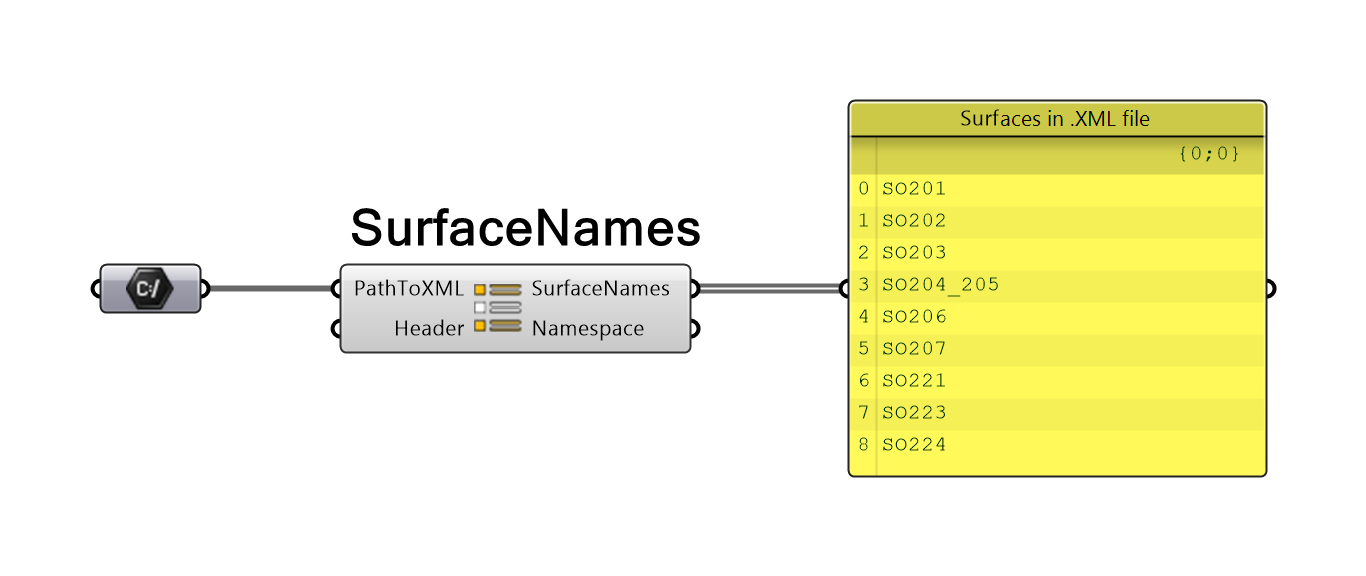 SurfaceNames
C:/
PathToXML SurfaceNames
Header Namespace
Surfaces in .XML file
{0;0}
0 SO201
1 SO202
2 SO203
3 SO204_205
4 SO206
5 SO207
6 SO221
7 SO223
8 SO224